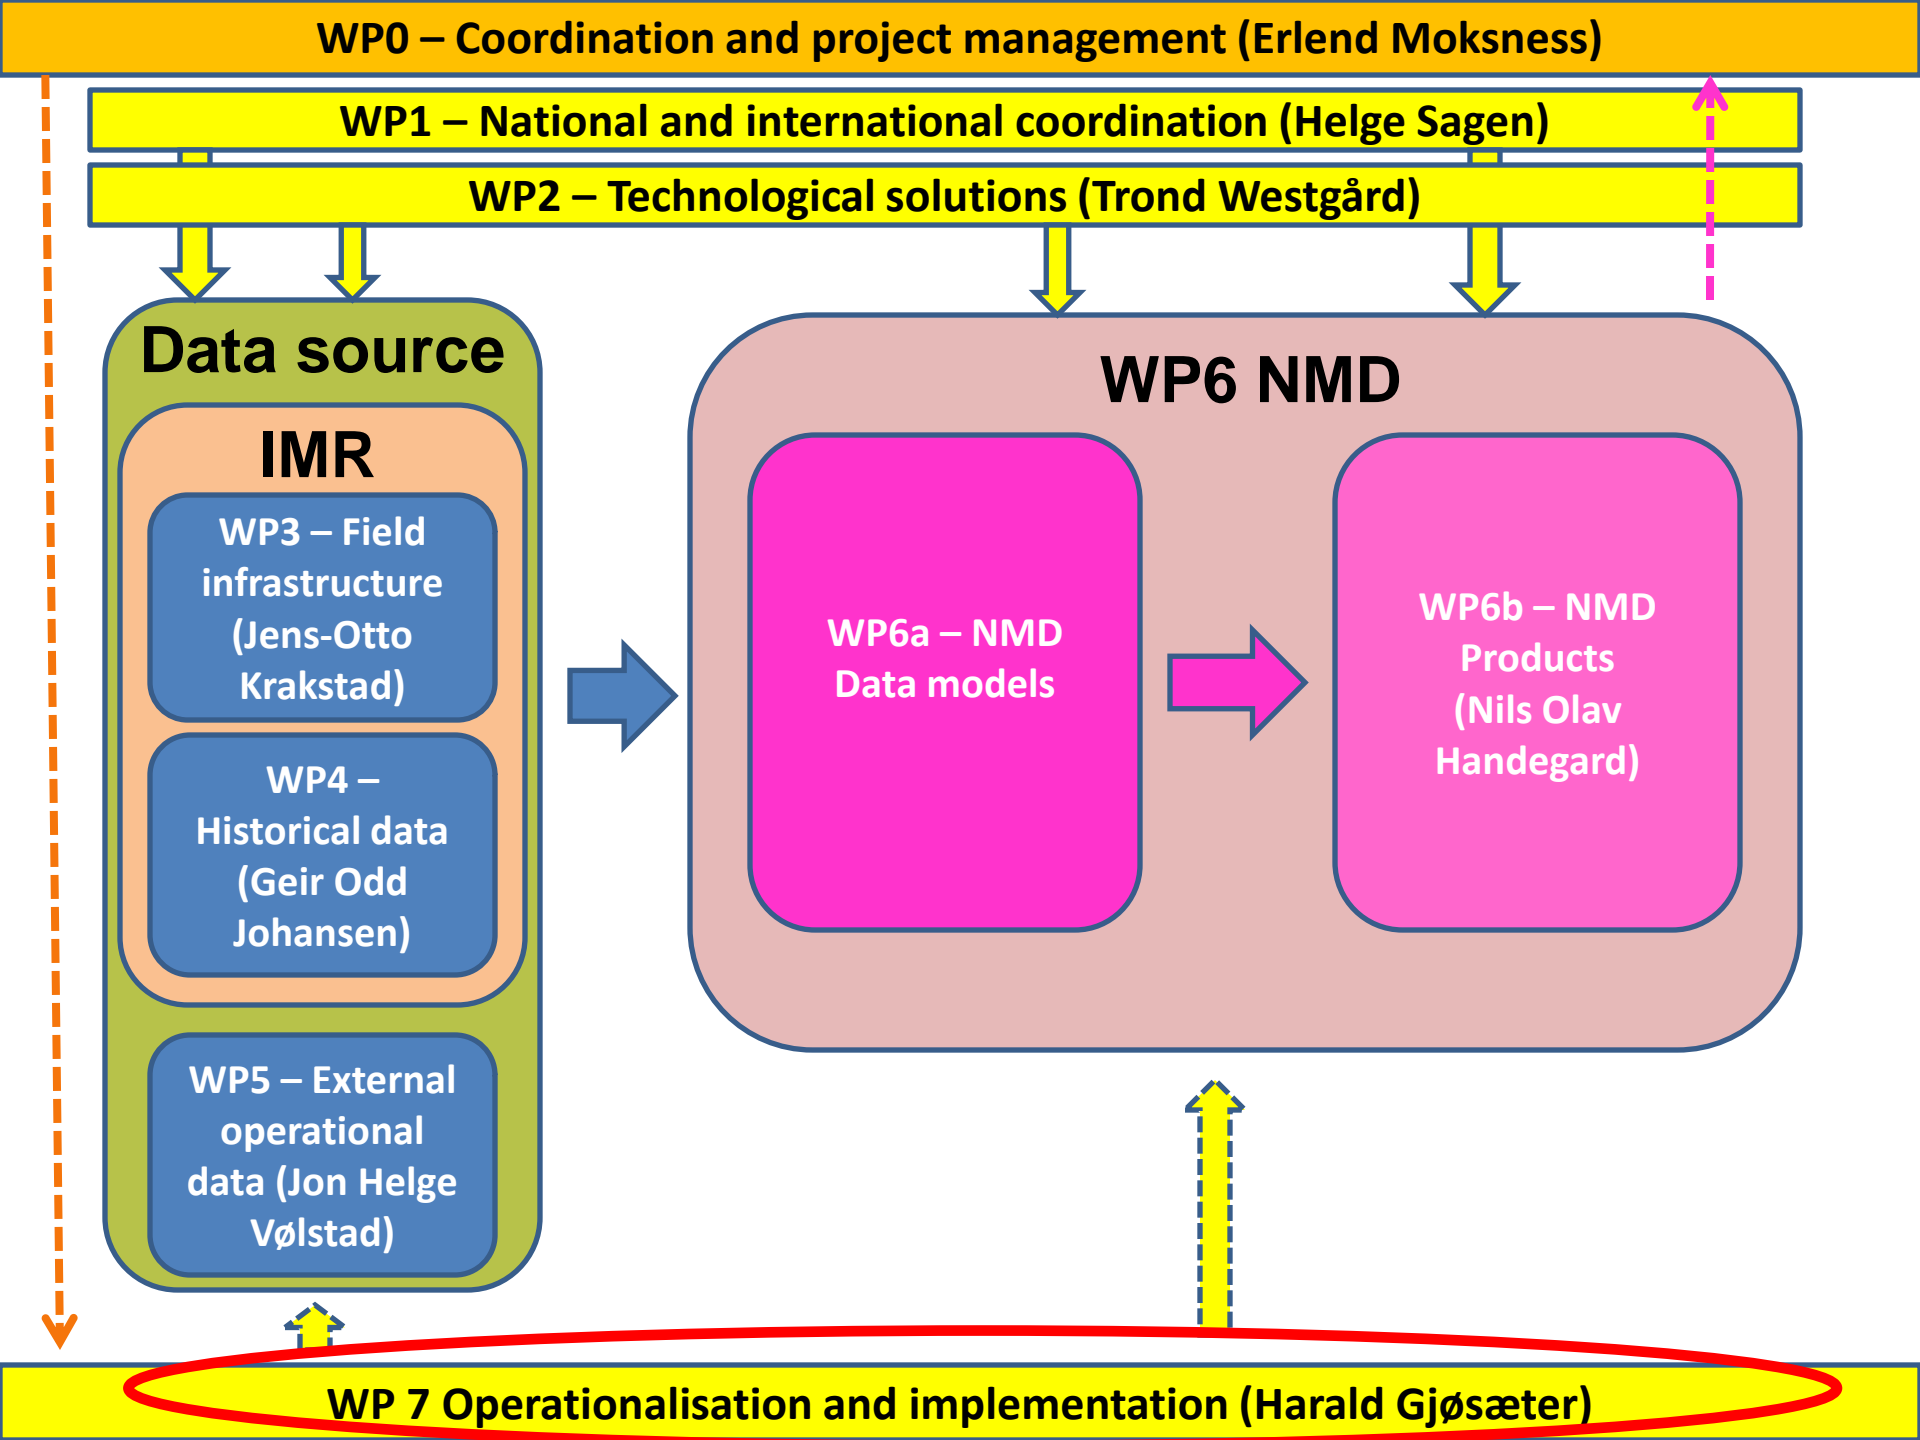 WP0 – Coordination and project management (Erlend Moksness)
WP1 – National and international coordination (Helge Sagen)
WP2 – Technological solutions (Trond Westgård)
Data source
IMR
WP3 – Field
infrastructure
(Jens-Otto
Krakstad)
WP4 –
Historical data
(Geir Odd
Johansen)
WP5 – External
operational
data (Jon Helge
Vølstad)
WP6 NMD
WP6a – NMD
Data models
WP6b – NMD
Products
(Nils Olav
Handegard)
WP 7 Operationalisation and implementation (Harald Gjøsæter)